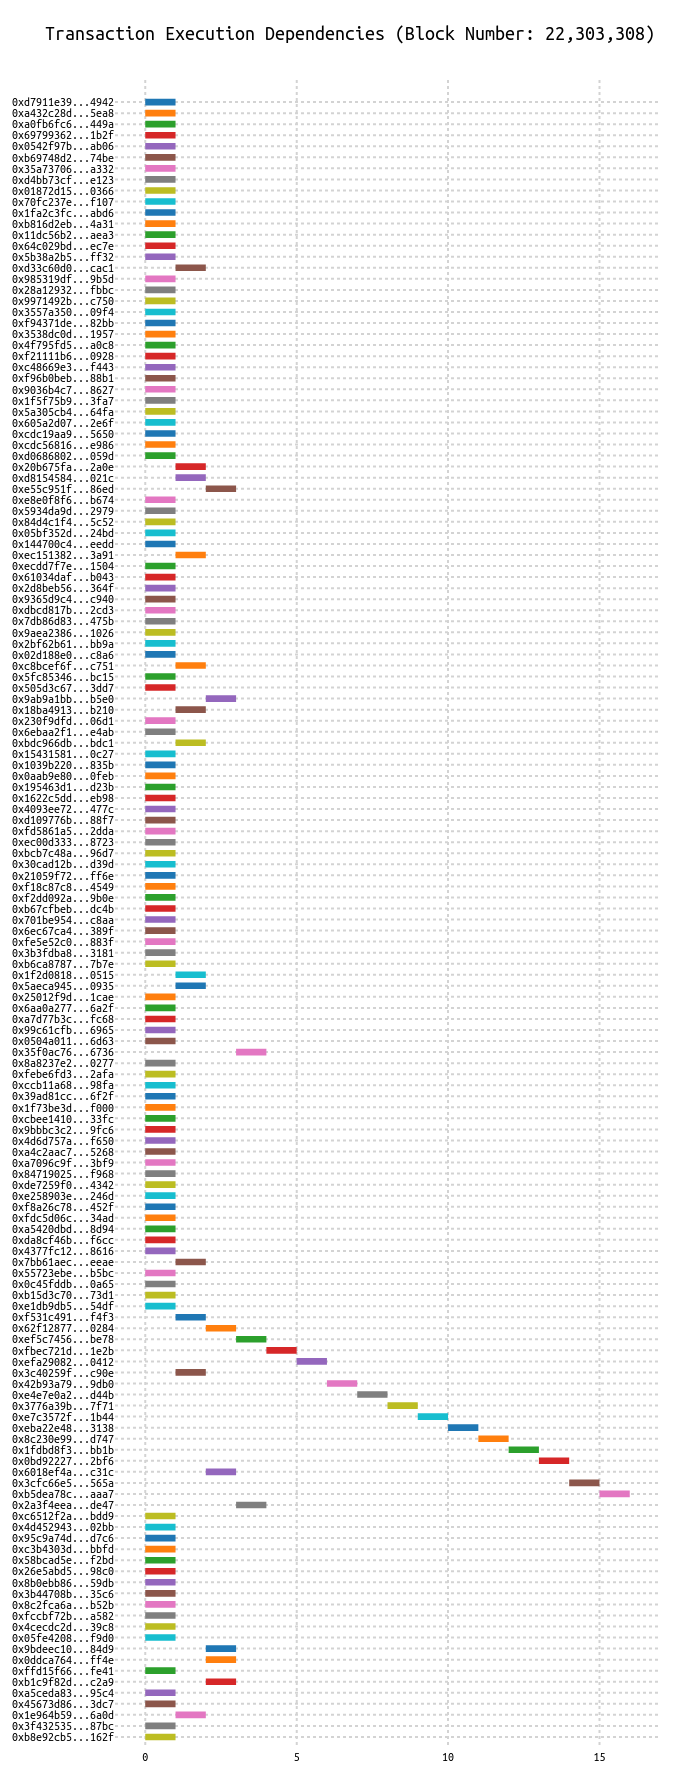 Transaction Execution Dependencies (Block Number: 22,303,308)
0xd7911e39...4942
0xa432c28d...5ea8
0xa0fb6fc6...449a
0x69799362...1b2f
0x0542f97b...ab06
0xb69748d2...74be
0x35a73706...a332
0xd4bb73cf...e123
0x01872d15...0366
0x70fc237e...f107
0x1fa2c3fc...abd6
0xb816d2eb...4a31
0x11dc56b2...aea3
0x64c029bd...ec7e
0x5b38a2b5...ff32
0xd33c60d0...cac1
0x985319df...9b5d
0x28a12932...fbbc
0x9971492b...c750
0x3557a350...09f4
0xf94371de...82bb
0x3538dc0d...1957
0x4f795fd5...a0c8
0xf21111b6...0928
0xc48669e3...f443
0xf96b0beb...88b1
0x9036b4c7...8627
0x1f5f75b9...3fa7
0x5a305cb4...64fa
0x605a2d07...2e6f
0xcdc19aa9...5650
0xcdc56816...e986
0xd0686802...059d
0x20b675fa...2a0e
0xd8154584...021c
0xe55c951f...86ed
0xe8e0f8f6...b674
0x5934da9d...2979
0x84d4c1f4...5c52
0x05bf352d...24bd
0x144700c4...eedd
0xec151382...3a91
0xecdd7f7e...1504
0x61034daf...b043
0x2d8beb56...364f
0x9365d9c4...c940
0xdbcd817b...2cd3
0x7db86d83...475b
0x9aea2386...1026
0x2bf62b61...bb9a
0x02d188e0...c8a6
0xc8bcef6f...c751
0x5fc85346...bc15
0x505d3c67...3dd7
0x9ab9a1bb...b5e0
0x18ba4913...b210
0x230f9dfd...06d1
0x6ebaa2f1...e4ab
0xbdc966db...bdc1
0x15431581...0c27
0x1039b220...835b
0x0aab9e80...0feb
0x195463d1...d23b
0x1622c5dd...eb98
0x4093ee72...477c
0xd109776b...88f7
0xfd5861a5...2dda
0xec00d333...8723
0xbcb7c48a...96d7
0x30cad12b...d39d
0x21059f72...ff6e
0xf18c87c8...4549
0xf2dd092a...9b0e
0xb67cfbeb...dc4b
0x701be954...c8aa
0x6ec67ca4...389f
0xfe5e52c0...883f
0x3b3fdba8...3181
0xb6ca8787...7b7e
0x1f2d0818...0515
0x5aeca945...0935
0x25012f9d...1cae
0x6aa0a277...6a2f
0xa7d77b3c...fc68
0x99c61cfb...6965
0x0504a011...6d63
0x35f0ac76...6736
0x8a8237e2...0277
0xfebe6fd3...2afa
0xccb11a68...98fa
0x39ad81cc...6f2f
0x1f73be3d...f000
0xcbee1410...33fc
0x9bbbc3c2...9fc6
0x4d6d757a...f650
0xa4c2aac7...5268
0xa7096c9f...3bf9
0x84719025...f968
0xde7259f0...4342
0xe258903e...246d
0xf8a26c78...452f
0xfdc5d06c...34ad
0xa5420dbd...8d94
0xda8cf46b...f6cc
0x4377fc12...8616
0x7bb61aec...eeae
0x55723ebe...b5bc
0x0c45fddb...0a65
0xb15d3c70...73d1
0xe1db9db5...54df
0xf531c491...f4f3
0x62f12877...0284
0xef5c7456...be78
0xfbec721d...1e2b
0xefa29082...0412
0x3c40259f...c90e
0x42b93a79...9db0
0xe4e7e0a2...d44b
0x3776a39b...7f71
0xe7c3572f...1b44
0xeba22e48...3138
0x8c230e99...d747
0x1fdbd8f3...bb1b
0x0bd92227...2bf6
0x6018ef4a...c31c
0x3cfc66e5...565a
0xb5dea78c...aaa7
0x2a3f4eea...de47
0xc6512f2a...bdd9
0x4d452943...02bb
0x95c9a74d...d7c6
0xc3b4303d...bbfd
0x58bcad5e...f2bd
0x26e5abd5...98c0
0x8b0ebb86...59db
0x3b44708b...35c6
0x8c2fca6a...b52b
0xfccbf72b...a582
0x4cecdc2d...39c8
0x05fe4208...f9d0
0x9bdeec10...84d9
0x0ddca764...ff4e
0xffd15f66...fe41
0xb1c9f82d...c2a9
0xa5ceda83...95c4
0x45673d86...3dc7
0x1e964b59...6a0d
0x3f432535...87bc
0xb8e92cb5...162f
0 5 10 15